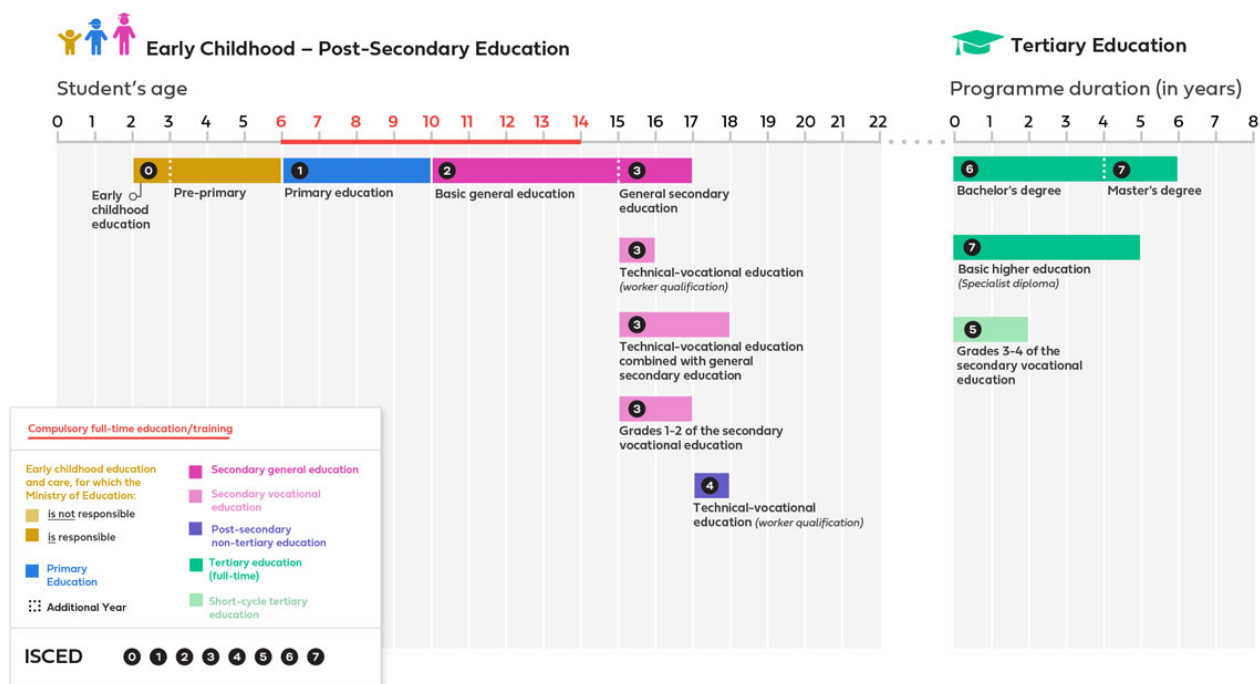 Early Childhood – Post-Secondary Education
Tertiary Education
Student's age
Programme duration (in years)
0 1 2 3 4 5 6 7 8 9 10 11 12 13 14 15 16 17 18 19 20 21 22
0 1 2 3 4 5 6 7 8
0
1
2
3
6
7
Early
childhood
education
Pre-primary
Primary education
Basic general education
General secondary
education
Bachelor's degree
Master's degree
3
Technical-vocational education
(worker qualification)
7
Basic higher education
(Specialist diploma)
3
Technical-vocational education
combined with general
secondary education
5
Grades 3-4 of the
secondary vocational
education
3
Grades 1-2 of the secondary
vocational education
4
Technical-vocational
education (worker qualification)
Compulsory full-time education/training
Early childhood education
and care, for which the
Ministry of Education:
is not responsible
is responsible
Primary
Education
Additional Year
Secondary general education
Secondary vocational
education
Post-secondary
non-tertiary education
Tertiary education
(full-time)
Short-cycle tertiary
education
ISCED 0 1 2 3 4 5 6 7